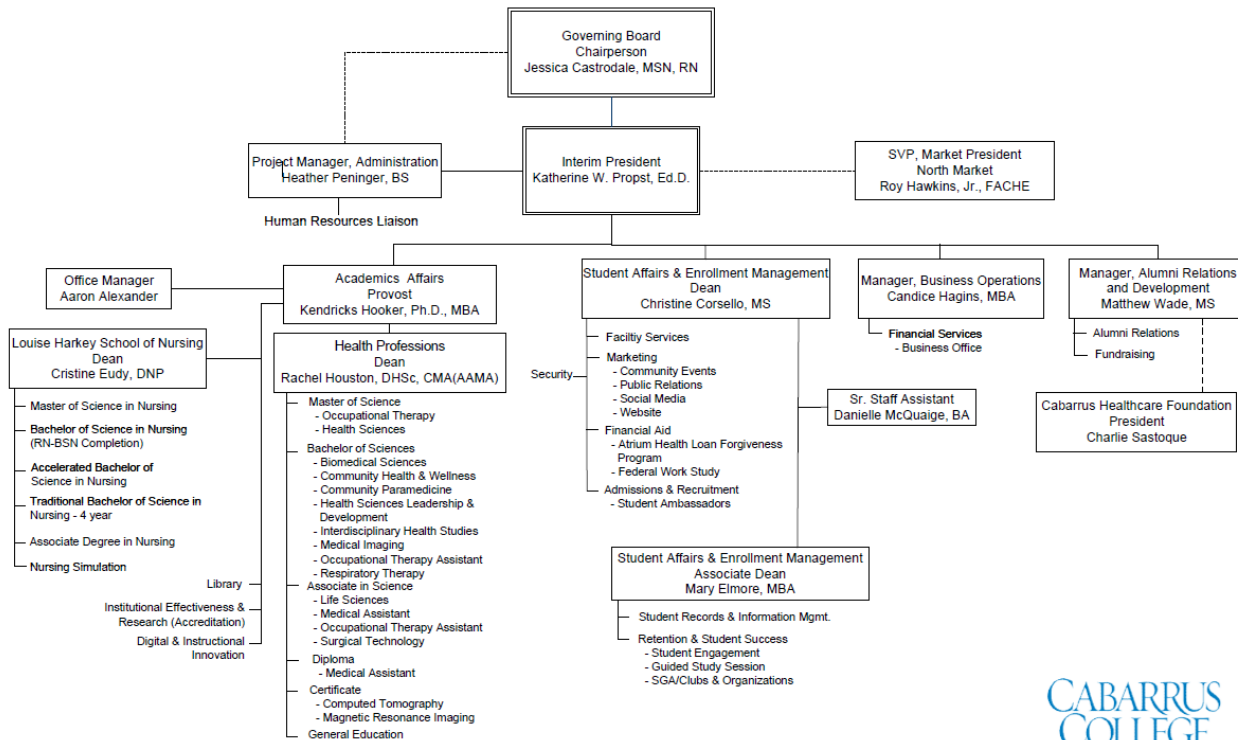 Governing Board
Chairperson
Jessica Castrodale, MSN, RN
Project Manager, Administration
Heather Peninger, BS
Human Resources Liaison
Interim President
Katherine W. Propst, Ed.D.
SVP, Market President
North Market
Roy Hawkins, Jr., FACHE
Office Manager
Aaron Alexander
Academics Affairs
Provost
Kendricks Hooker, Ph.D., MBA
Student Affairs & Enrollment Management
Dean
Christine Corsello, MS
Manager, Business Operations
Candice Hagins, MBA
Manager, Alumni Relations
and Development
Matthew Wade, MS
Louise Harkey School of Nursing
Dean
Cristine Eudy, DNP
Master of Science in Nursing
Bachelor of Science in Nursing
(RN-BSN Completion)
Accelerated Bachelor of
Science in Nursing
Traditional Bachelor of Science in
Nursing - 4 year
Associate Degree in Nursing
Nursing Simulation
Library
Institutional Effectiveness &
Research (Accreditation)
Digital & Instructional
Innovation
Health Professions
Dean
Rachel Houston, DHSc, CMA(AAMA)
Master of Science
- Occupational Therapy
- Health Sciences
Bachelor of Sciences
- Biomedical Sciences
- Community Health & Wellness
- Community Paramedicine
- Health Sciences Leadership &
Development
- Interdisciplinary Health Studies
- Medical Imaging
- Occupational Therapy Assistant
- Respiratory Therapy
Associate in Science
- Life Sciences
- Medical Assistant
- Occupational Therapy Assistant
- Surgical Technology
Diploma
- Medical Assistant
Certificate
- Computed Tomography
- Magnetic Resonance Imaging
General Education
Faciltiy Services
Security
Marketing
- Community Events
- Public Relations
- Social Media
- Website
Financial Aid
- Atrium Health Loan Forgiveness
Program
- Federal Work Study
Admissions & Recruitment
- Student Ambassadors
Sr. Staff Assistant
Danielle McQuaige, BA
Student Affairs & Enrollment Management
Associate Dean
Mary Elmore, MBA
Student Records & Information Mgmt.
Retention & Student Success
- Student Engagement
- Guided Study Session
- SGA/Clubs & Organizations
Financial Services
- Business Office
Alumni Relations
Fundraising
Cabarrus Healthcare Foundation
President
Charlie Sastoque
CABARRUS
COLLEGE